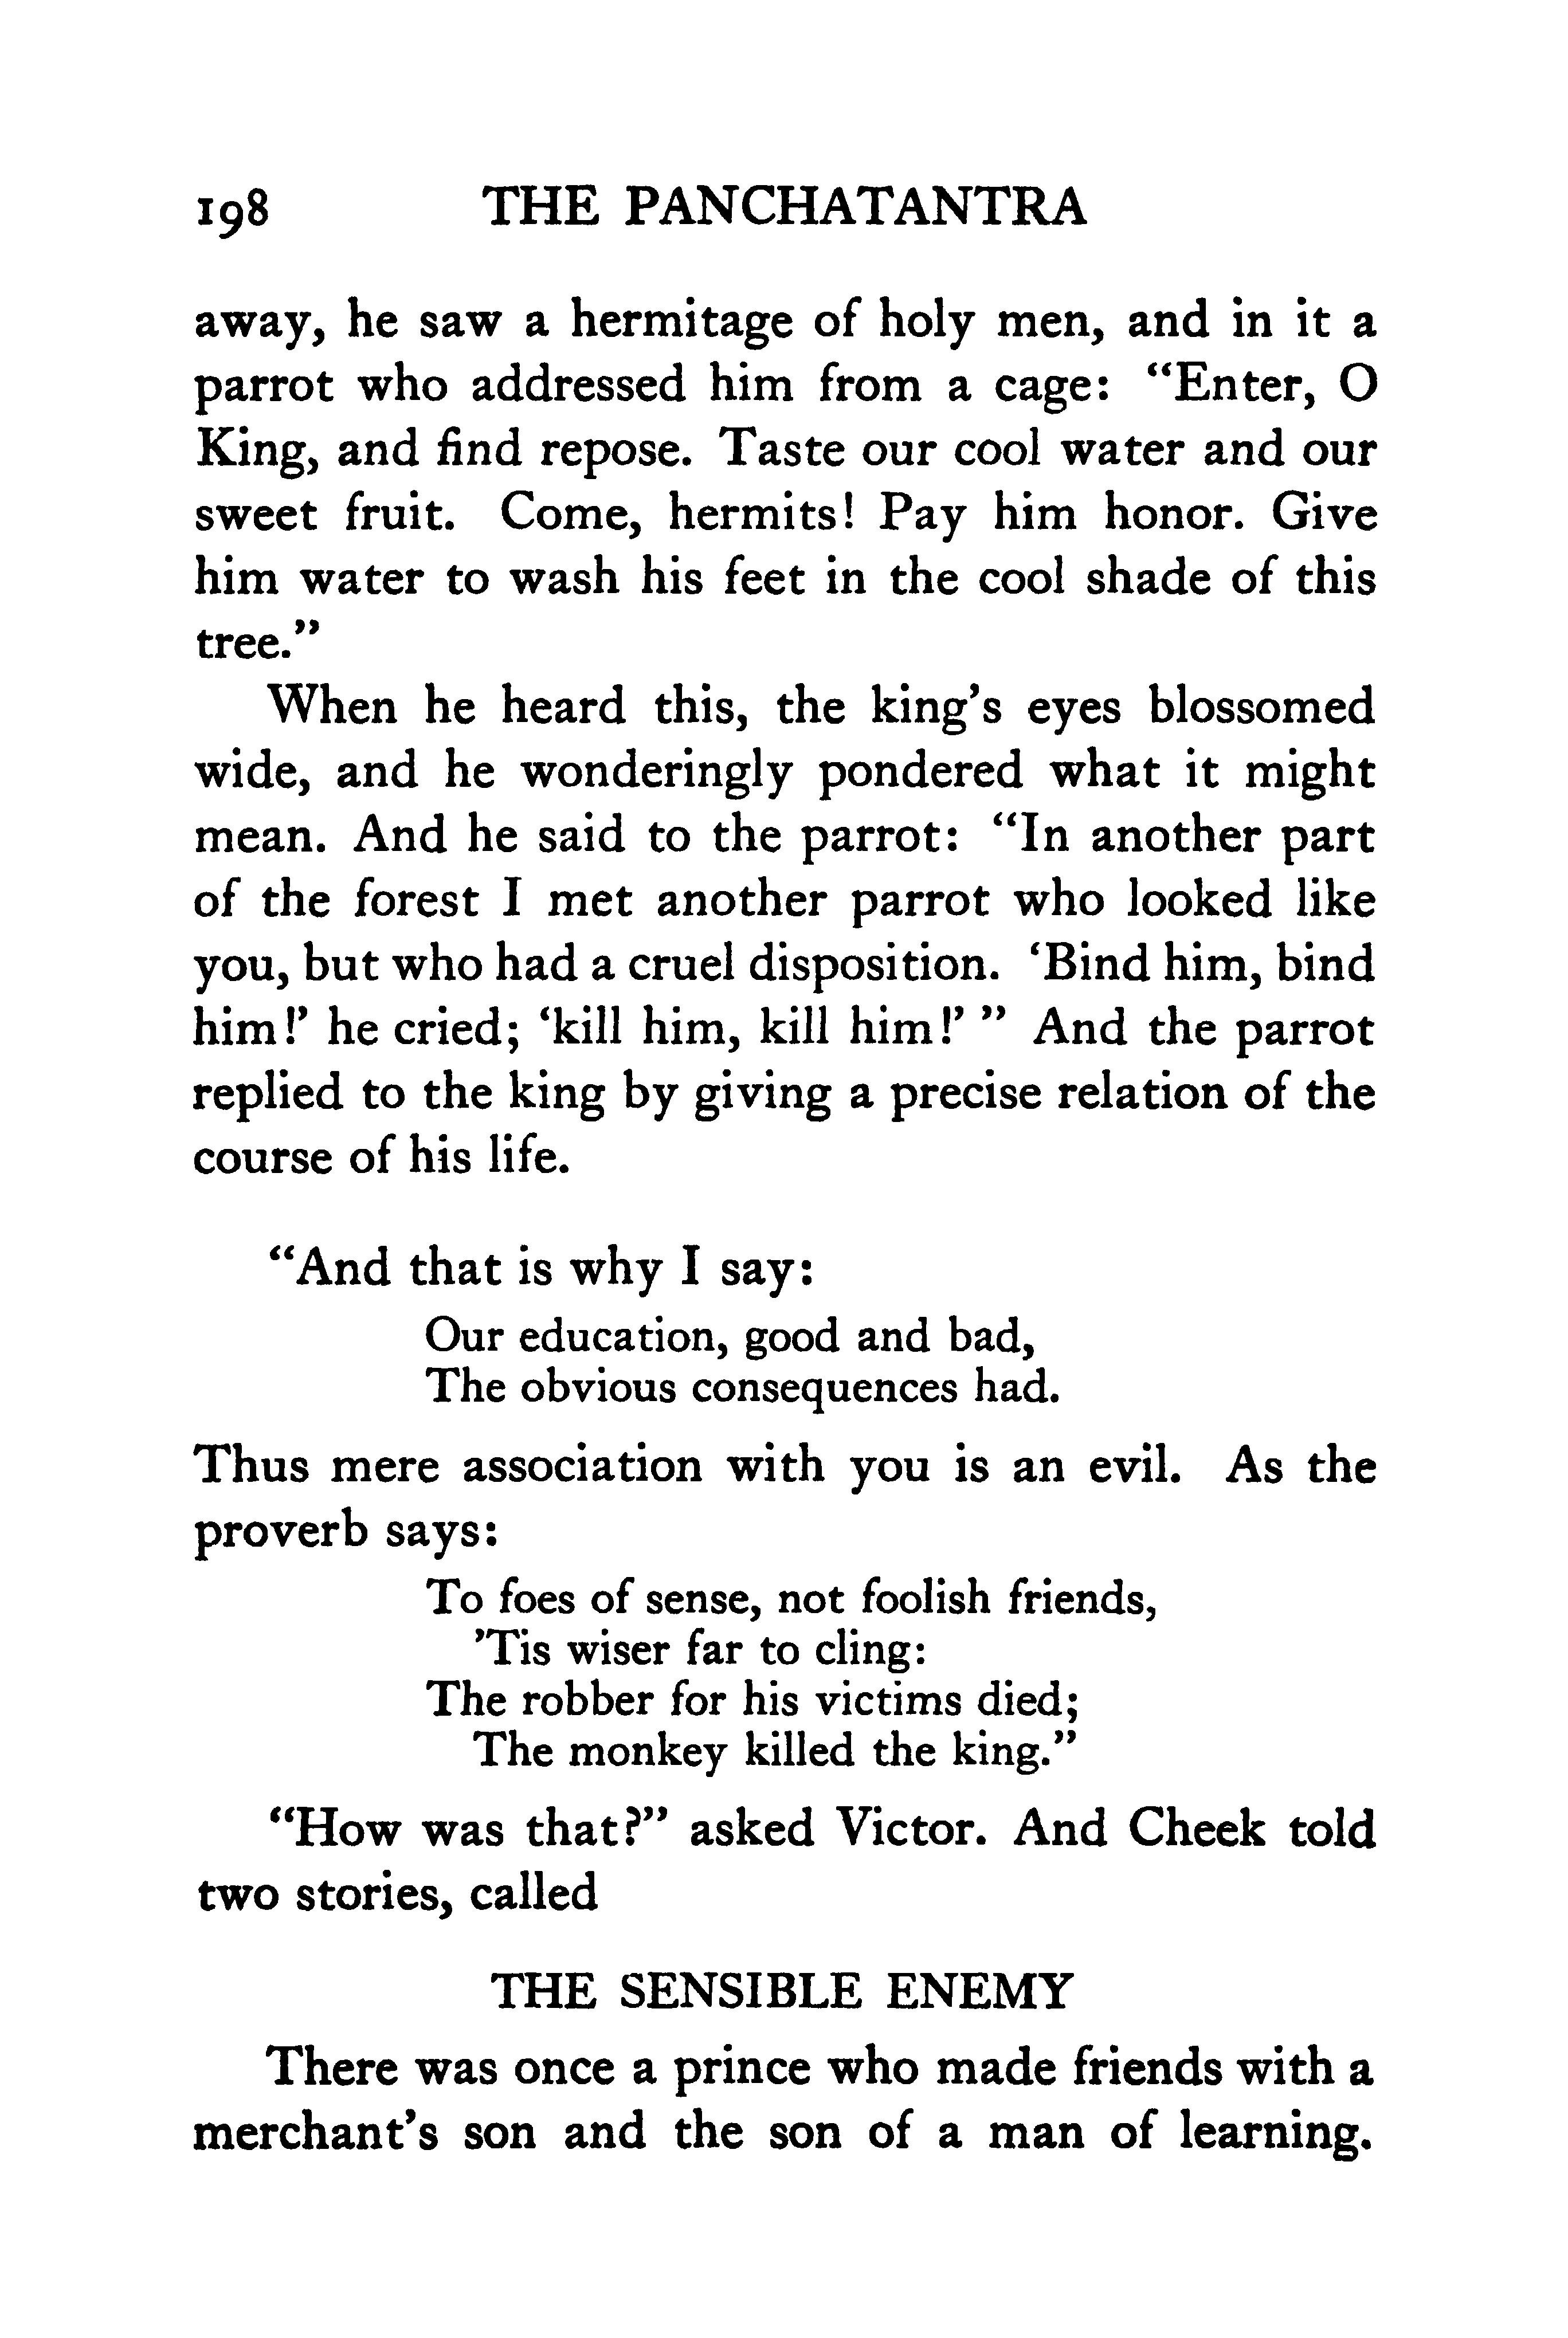 198 THE PANCHATANTRA
away, he saw a hermitage of holy men, and in it a
parrot who addressed him from a cage: “Enter, O
King, and find repose. Taste our cool water and our
sweet fruit. Come, hermits! Pay him honor. Give
him water to wash his feet in the cool shade of this
tree.”
When he heard this, the king’s eyes blossomed
wide, and he wonderingly pondered what it might
mean. And he said to the parrot: “In another part
of the forest I met another parrot who looked like
you, but who had a cruel disposition. ‘Bind him, bind
him!’ he cried; ‘kill him, kill him!’ ” And the parrot
replied to the king by giving a precise relation of the
course of his life.
“And that is why I say:
Our education, good and bad,
The obvious consequences had.
Thus mere association with you is an evil. As the
proverb says:
To foes of sense, not foolish friends,
’Tis wiser far to cling:
The robber for his victims died;
The monkey killed the king.”
“How was that?” asked Victor. And Cheek told
two stories, called
THE SENSIBLE ENEMY
There was once a prince who made friends with a
merchant’s son and the son of a man of learning.